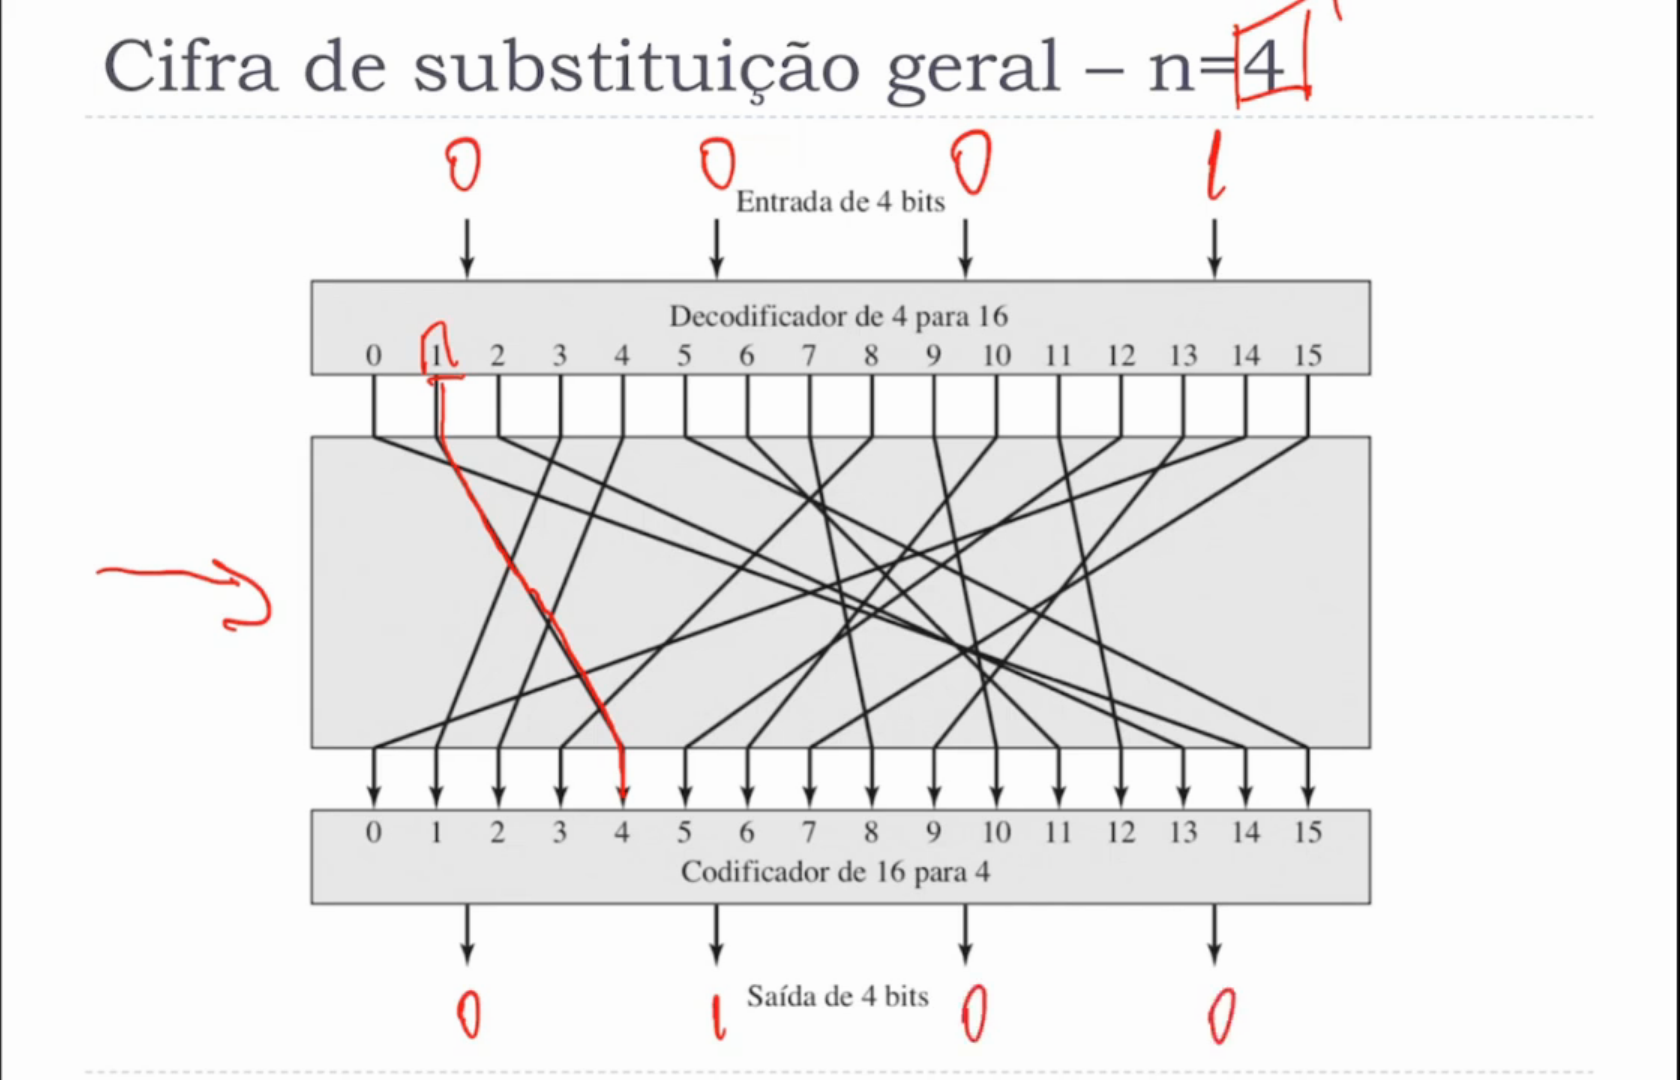 Cifra de substituição geral – n=4
0 0 0 1
Entrada de 4 bits
Decodificador de 4 para 16
0 1 2 3 4 5 6 7 8 9 10 11 12 13 14 15
0 1 2 3 4 5 6 7 8 9 10 11 12 13 14 15
Codificador de 16 para 4
Saída de 4 bits
0 1 0 0